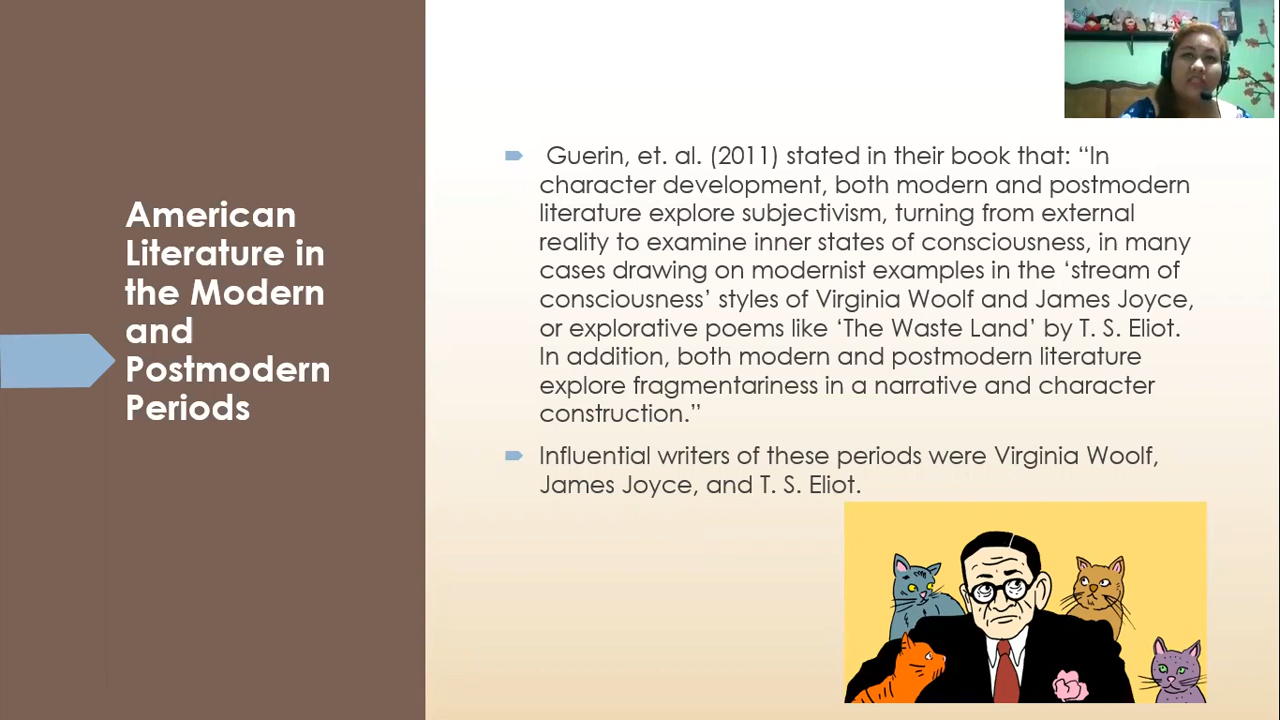 American
Literature in
the Modern
and
Postmodern
Periods
Guerin, et. al. (2011) stated in their book that: “In
character development, both modern and postmodern
literature explore subjectivism, turning from external
reality to examine inner states of consciousness, in many
cases drawing on modernist examples in the ‘stream of
consciousness’ styles of Virginia Woolf and James Joyce,
or explorative poems like ‘The Waste Land’ by T. S. Eliot.
In addition, both modern and postmodern literature
explore fragmentariness in a narrative and character
construction.”
Influential writers of these periods were Virginia Woolf,
James Joyce, and T. S. Eliot.